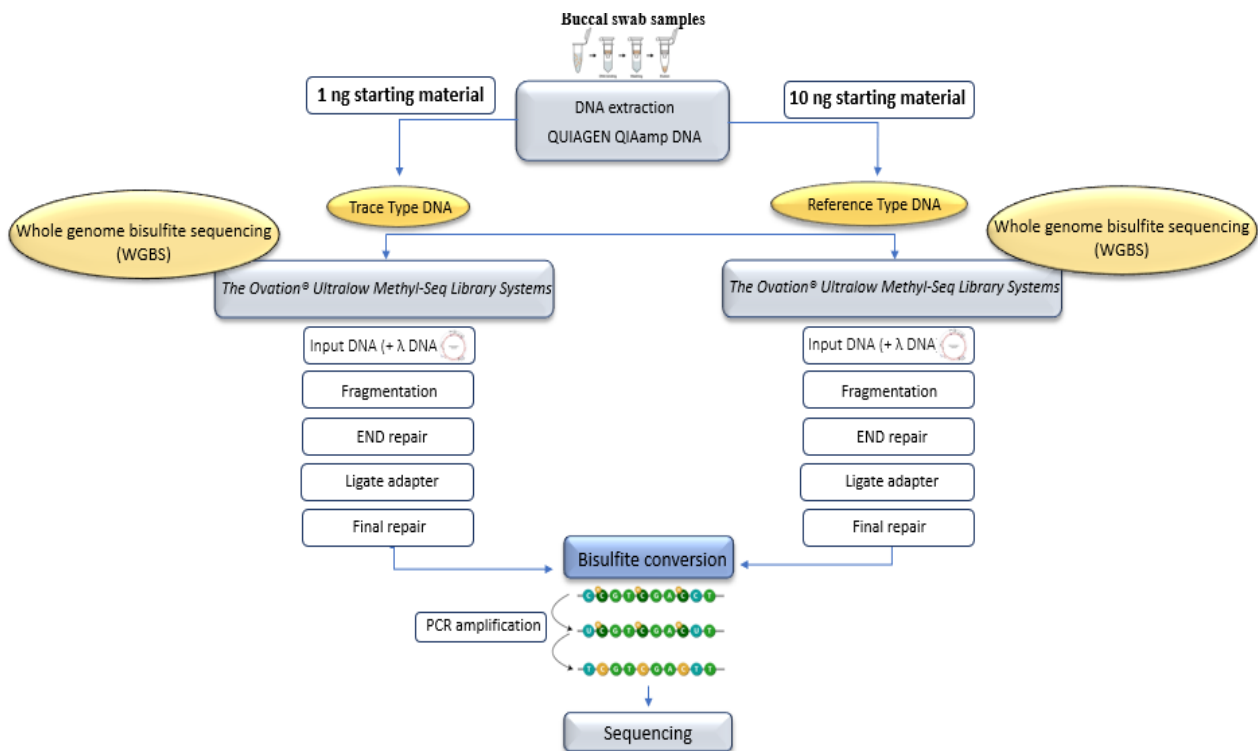 Buccal swab samples
1 ng starting material
10 ng starting material
DNA extraction
QUIAGEN QIAamp DNA
Trace Type DNA
Reference Type DNA
Whole genome bisulfite sequencing
(WGBS)
Whole genome bisulfite sequencing
(WGBS)
The Ovation® Ultralow Methyl-Seq Library Systems
The Ovation® Ultralow Methyl-Seq Library Systems
Input DNA (+ λ DNA
Input DNA (+ λ DNA
Fragmentation
Fragmentation
END repair
END repair
Ligate adapter
Ligate adapter
Final repair
Final repair
Bisulfite conversion
C C G T C G A C C T
PCR amplification
U C G T C G A C U T
T C G T C G A C T T
Sequencing